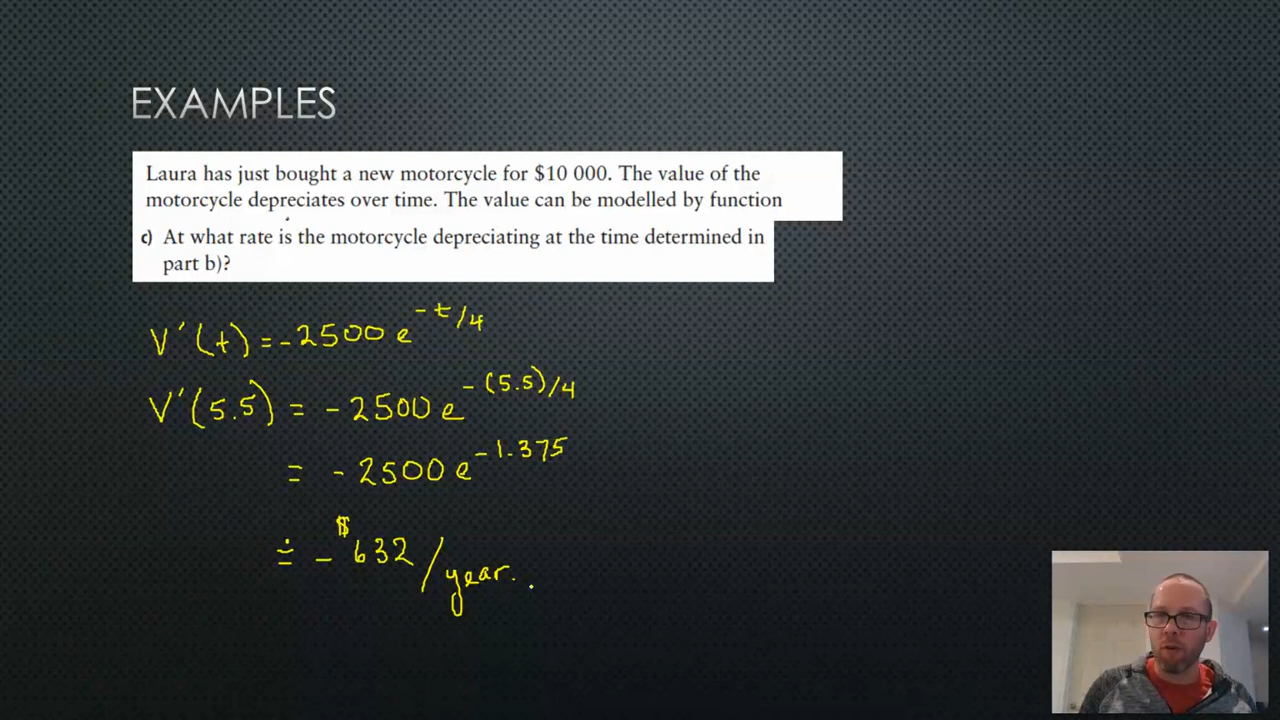 EXAMPLES
Laura has just bought a new motorcycle for $10 000. The value of the
motorcycle depreciates over time. The value can be modelled by function
c) At what rate is the motorcycle depreciating at the time determined in
part b)?
V'(t) = -2500 e^{-t/4}
V'(5.5) = -2500 e^{-(5.5)/4}
= -2500 e^{-1.375}
≐ -$632/year.